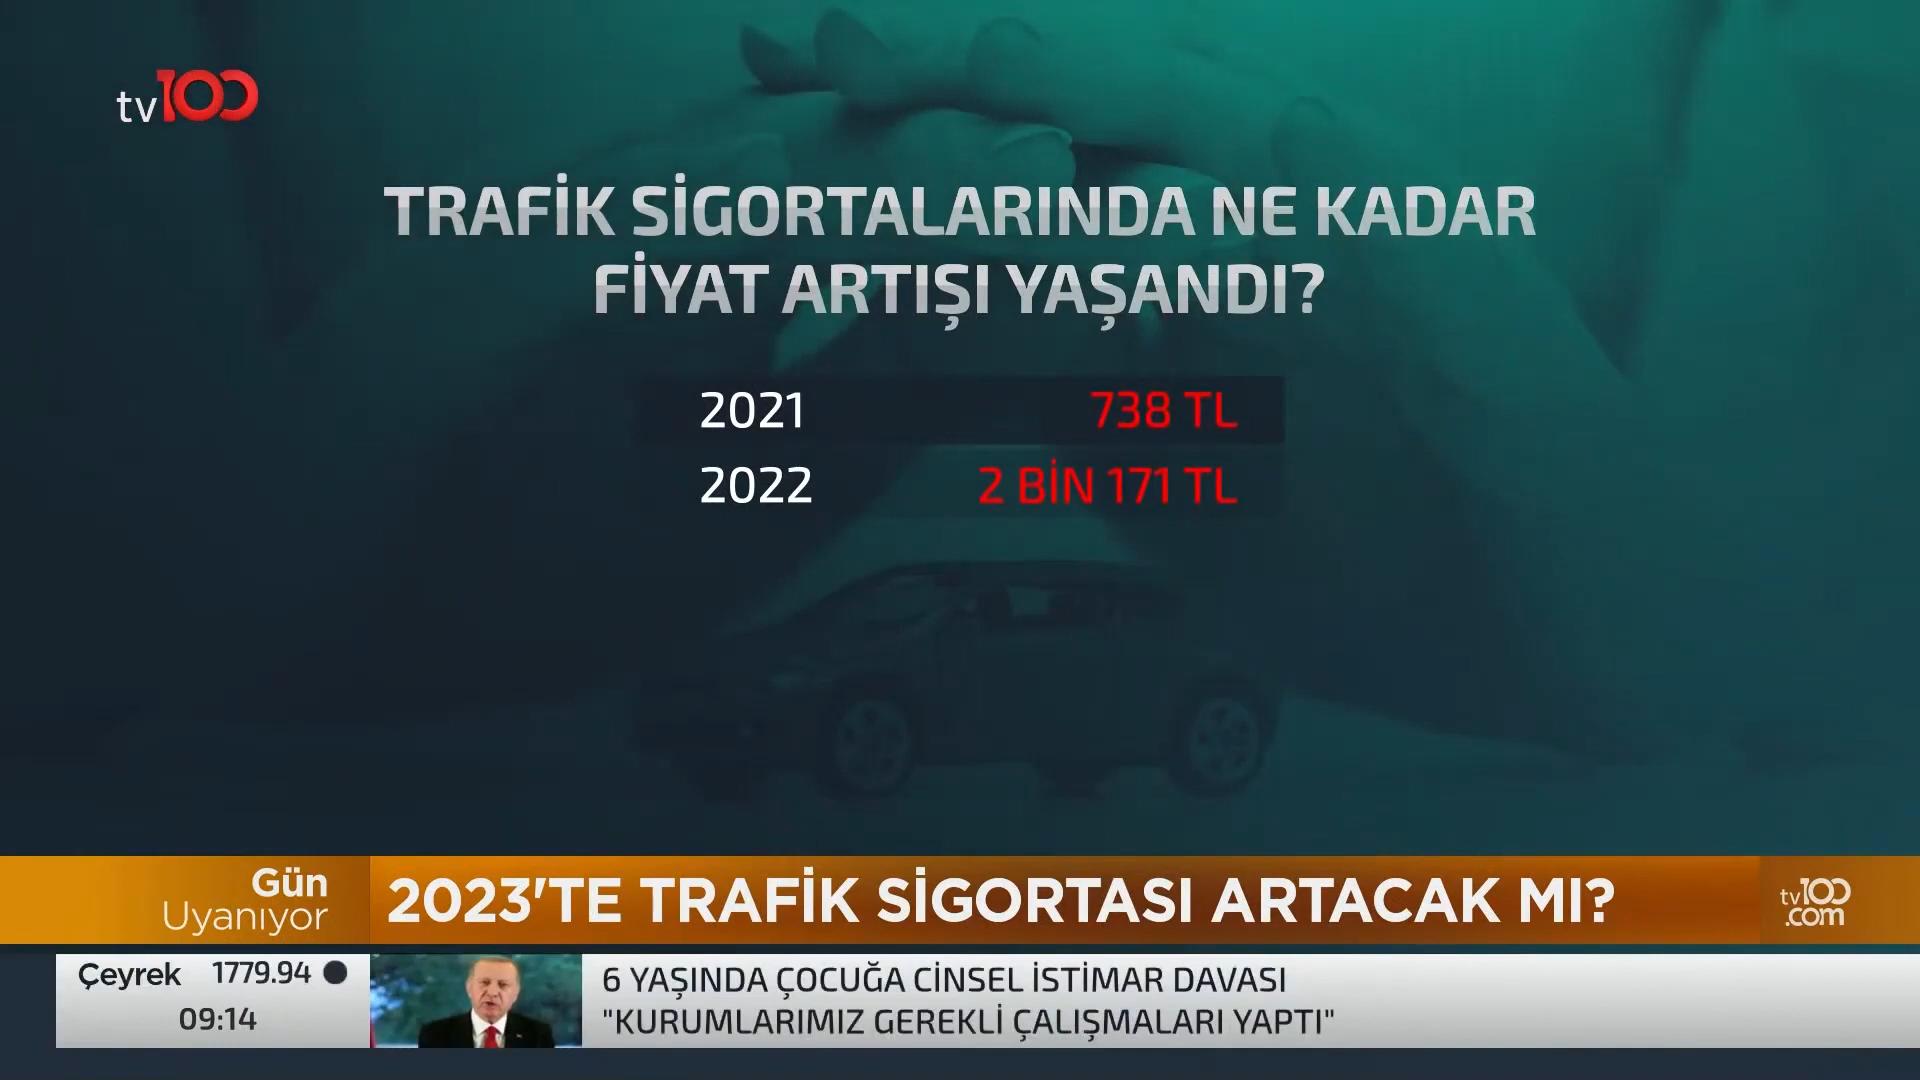 tv100
TRAFİK SİGORTALARINDA NE KADAR
FİYAT ARTIŞI YAŞANDI?
2021 738 TL
2022 2 BİN 171 TL
Gün
Uyanıyor
2023'TE TRAFİK SİGORTASI ARTACAK MI?
tv100
.com
Çeyrek 1779.94
09:14
6 YAŞINDA ÇOCUĞA CİNSEL İSTİMAR DAVASI
"KURUMLARIMIZ GEREKLİ ÇALIŞMALARI YAPTI"